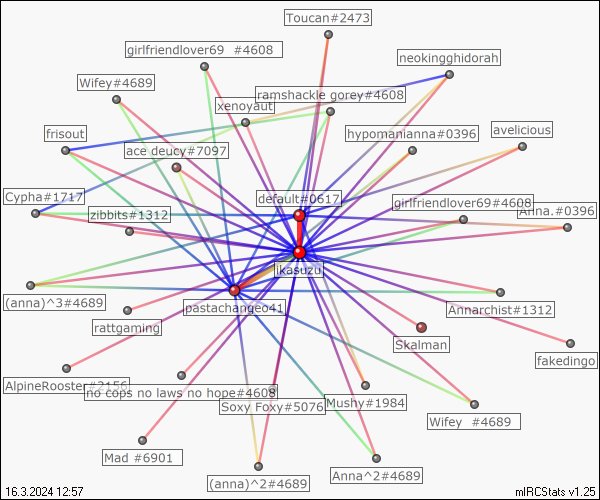 Toucan#2473
girlfriendlover69 #4608
neokingghidorah
Wifey#4689
ramshackle gorey#4608
xenoyaut
frisout
hypomanianna#0396
avelicious
ace deucy#7097
Cypha#1717
default#0617
girlfriendlover69#4608
Anna.#0396
zibbits#1312
jkasuzu
(anna)^3#4689
pastachangeo41
Annarchist#1312
rattgaming
Skalman
fakedingo
AlpineRooster#2156
no cops no laws no hope#4608
Soxy Foxy#5076
Mushy#1984
Wifey #4689
Mad #6901
(anna)^2#4689
Anna^2#4689
16.3.2024 12:57
mIRCStats v1.25